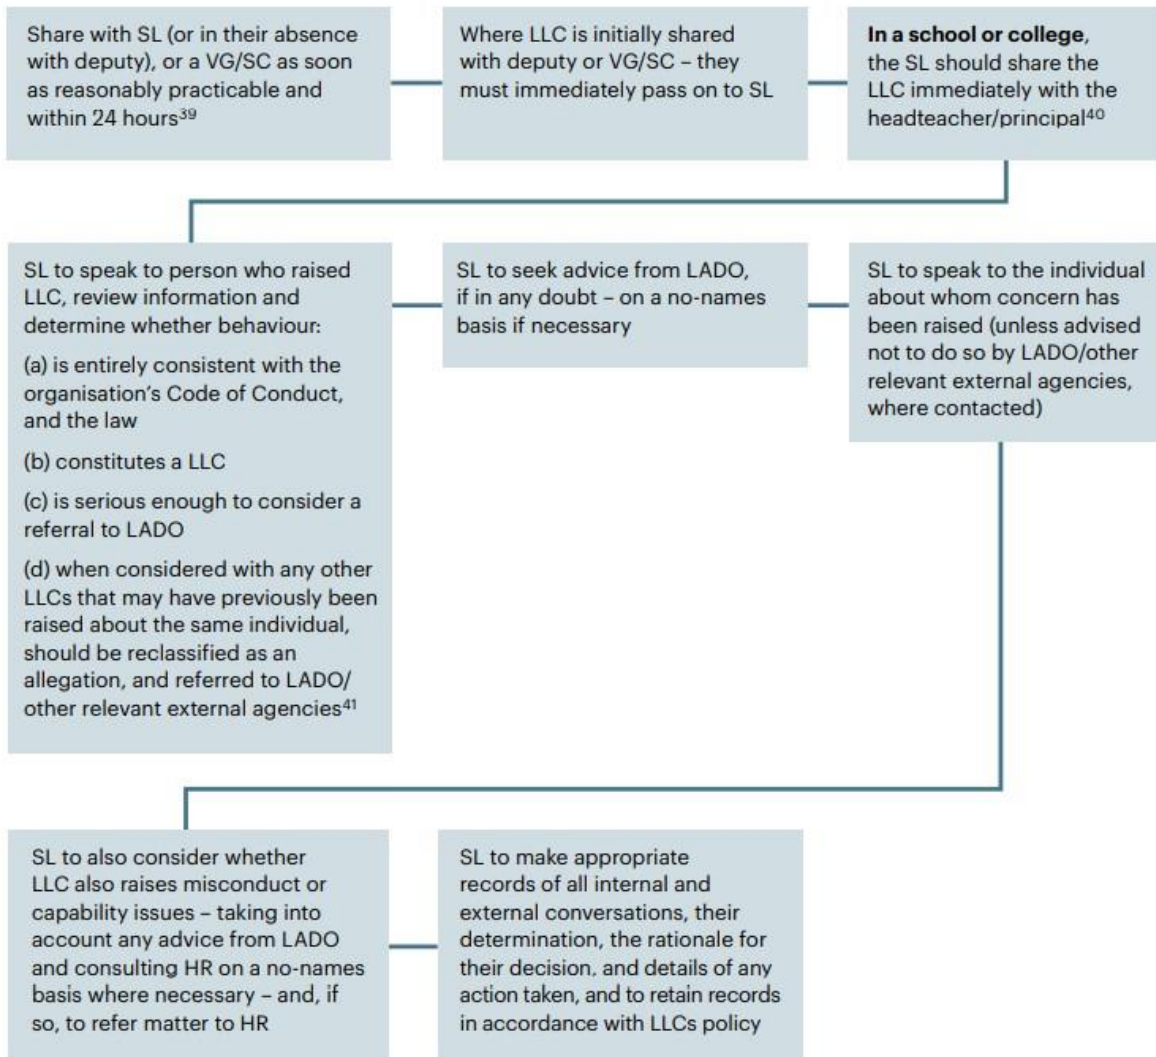 Share with SL (or in their absence
with deputy), or a VG/SC as soon
as reasonably practicable and
within 24 hours³⁹
Where LLC is initially shared
with deputy or VG/SC – they
must immediately pass on to SL
In a school or college,
the SL should share the
LLC immediately with the
headteacher/principal⁴⁰
SL to speak to person who raised
LLC, review information and
determine whether behaviour:
(a) is entirely consistent with the
organisation’s Code of Conduct,
and the law
(b) constitutes a LLC
(c) is serious enough to consider a
referral to LADO
(d) when considered with any other
LLCs that may have previously been
raised about the same individual,
should be reclassified as an
allegation, and referred to LADO/
other relevant external agencies⁴¹
SL to seek advice from LADO,
if in any doubt – on a no-names
basis if necessary
SL to speak to the individual
about whom concern has
been raised (unless advised
not to do so by LADO/other
relevant external agencies,
where contacted)
SL to also consider whether
LLC also raises misconduct or
capability issues – taking into
account any advice from LADO
and consulting HR on a no-names
basis where necessary – and, if
so, to refer matter to HR
SL to make appropriate
records of all internal and
external conversations, their
determination, the rationale for
their decision, and details of any
action taken, and to retain records
in accordance with LLCs policy